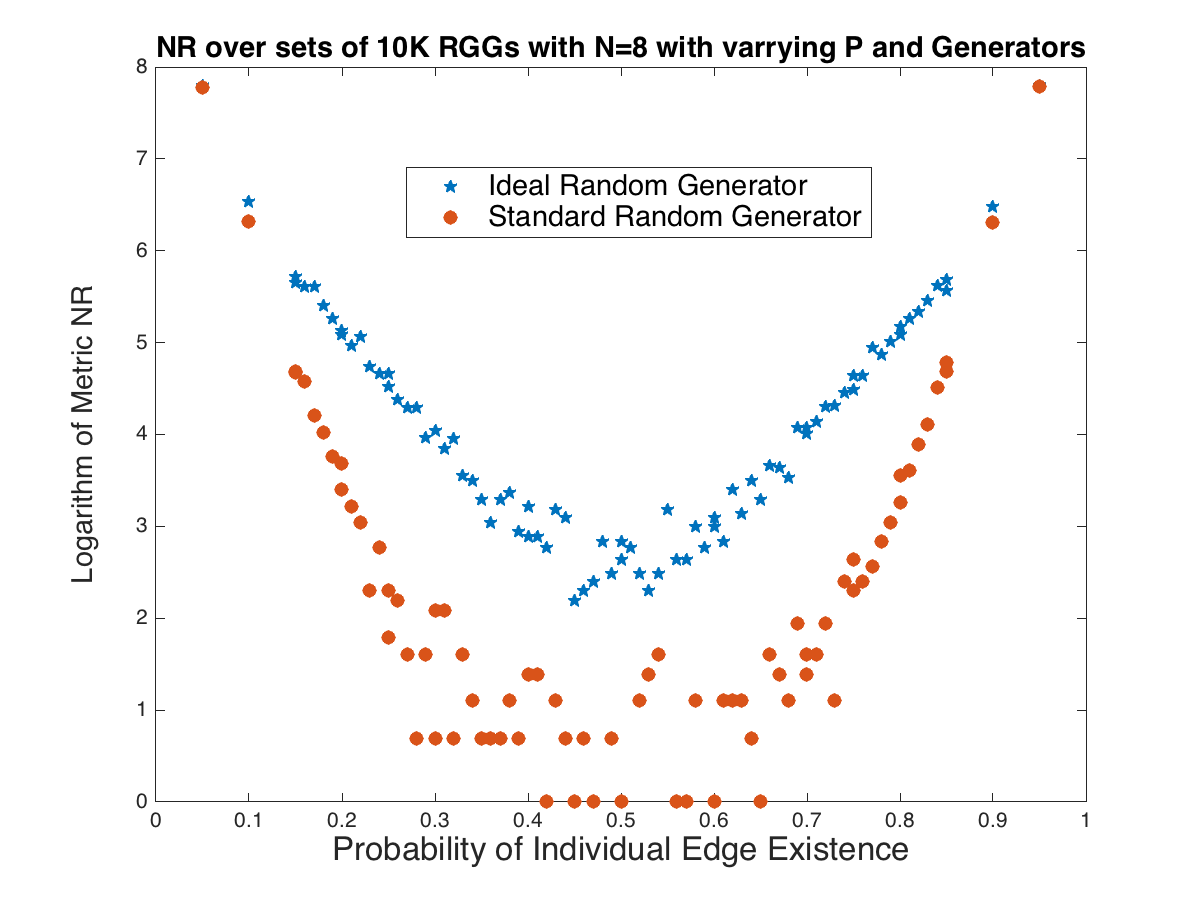 NR over sets of 10K RGGs with N=8 with varrying P and Generators
8
7
6
5
4
3
2
1
0
Logarithm of Metric NR
Ideal Random Generator
Standard Random Generator
0 0.1 0.2 0.3 0.4 0.5 0.6 0.7 0.8 0.9 1
Probability of Individual Edge Existence